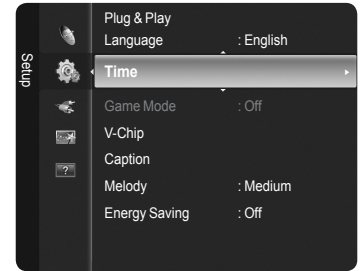 Setup
Plug & Play
Language : English
Time
Game Mode : Off
V-Chip
Caption
Melody : Medium
Energy Saving : Off
?